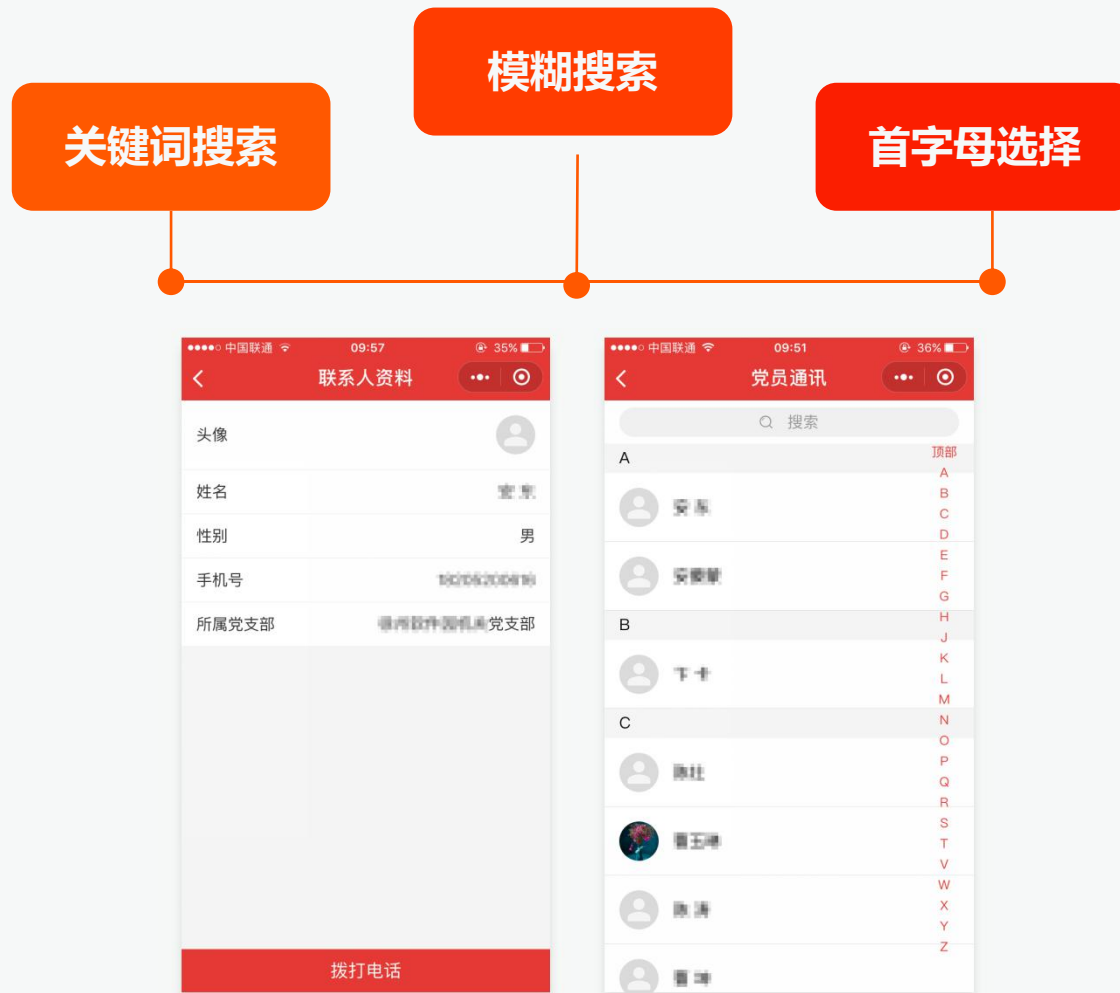 模糊搜索
关键词搜索
首字母选择
中国联通 09:57 35%
联系人资料
头像
姓名
性别 男
手机号
所属党支部 党支部
拨打电话
中国联通 09:51 36%
党员通讯
搜索
顶部
A
A
B
C
D
E
F
G
B
H
J
K
L
M
C
N
O
P
Q
R
S
T
V
W
X
Y
Z